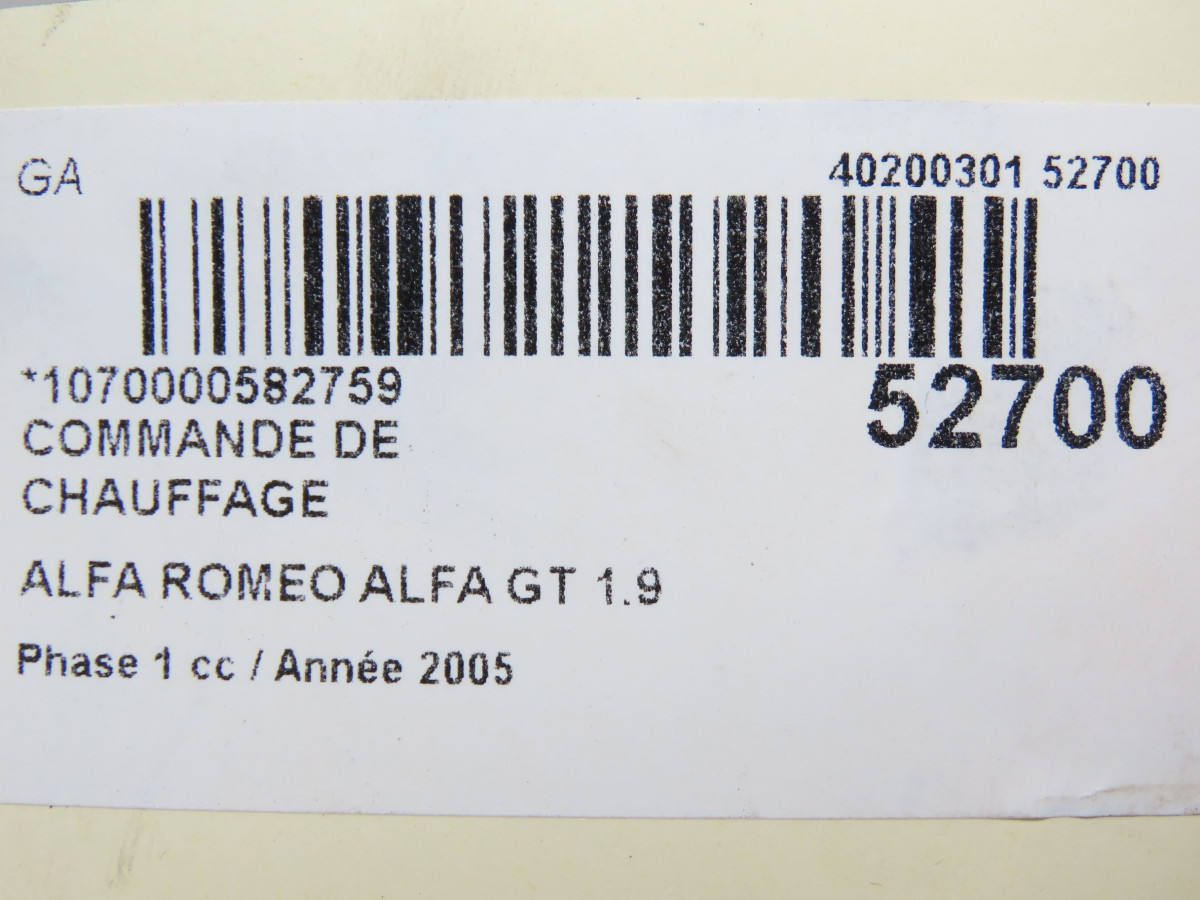 GA
40200301 52700
*1070000582759
52700
COMMANDE DE
CHAUFFAGE
ALFA ROMEO ALFA GT 1.9
Phase 1 cc / Année 2005